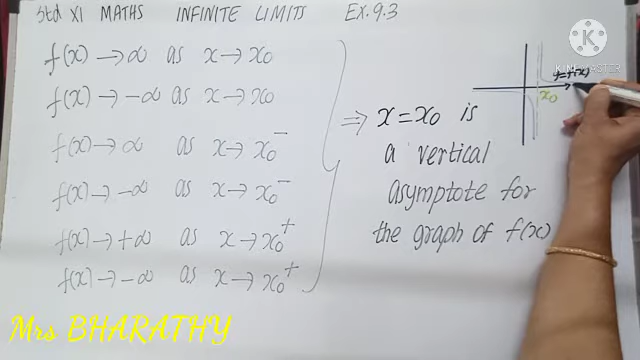 Std XI MATHS INFINITE LIMITS Ex.9.3
f(x) → ∞ as x → x₀
f(x) → -∞ as x → x₀
f(x) → ∞ as x → x₀⁻
f(x) → -∞ as x → x₀⁻
f(x) → +∞ as x → x₀⁺
f(x) → -∞ as x → x₀⁺
⇒ x = x₀ is
a vertical
asymptote for
the graph of f(x)
y=f(x)
x₀
K
KINEMASTER
Mrs BHARATHY